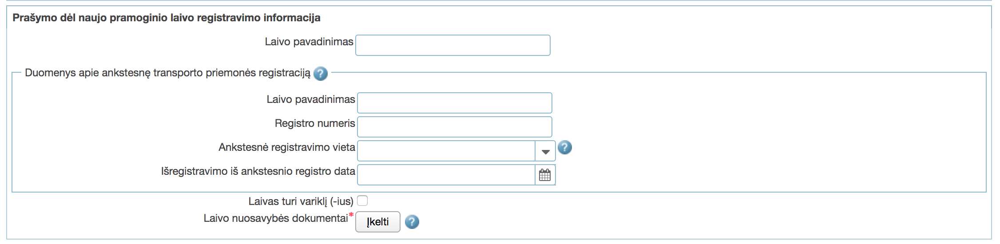 Prašymo dėl naujo pramoginio laivo registravimo informacija
Laivo pavadinimas
Duomenys apie ankstesnę transporto priemonės registraciją ?
Laivo pavadinimas
Registro numeris
Ankstesnė registravimo vieta ?
Išregistravimo iš ankstesnio registro data
Laivas turi variklį (-ius)
Laivo nuosavybės dokumentai* Įkelti ?